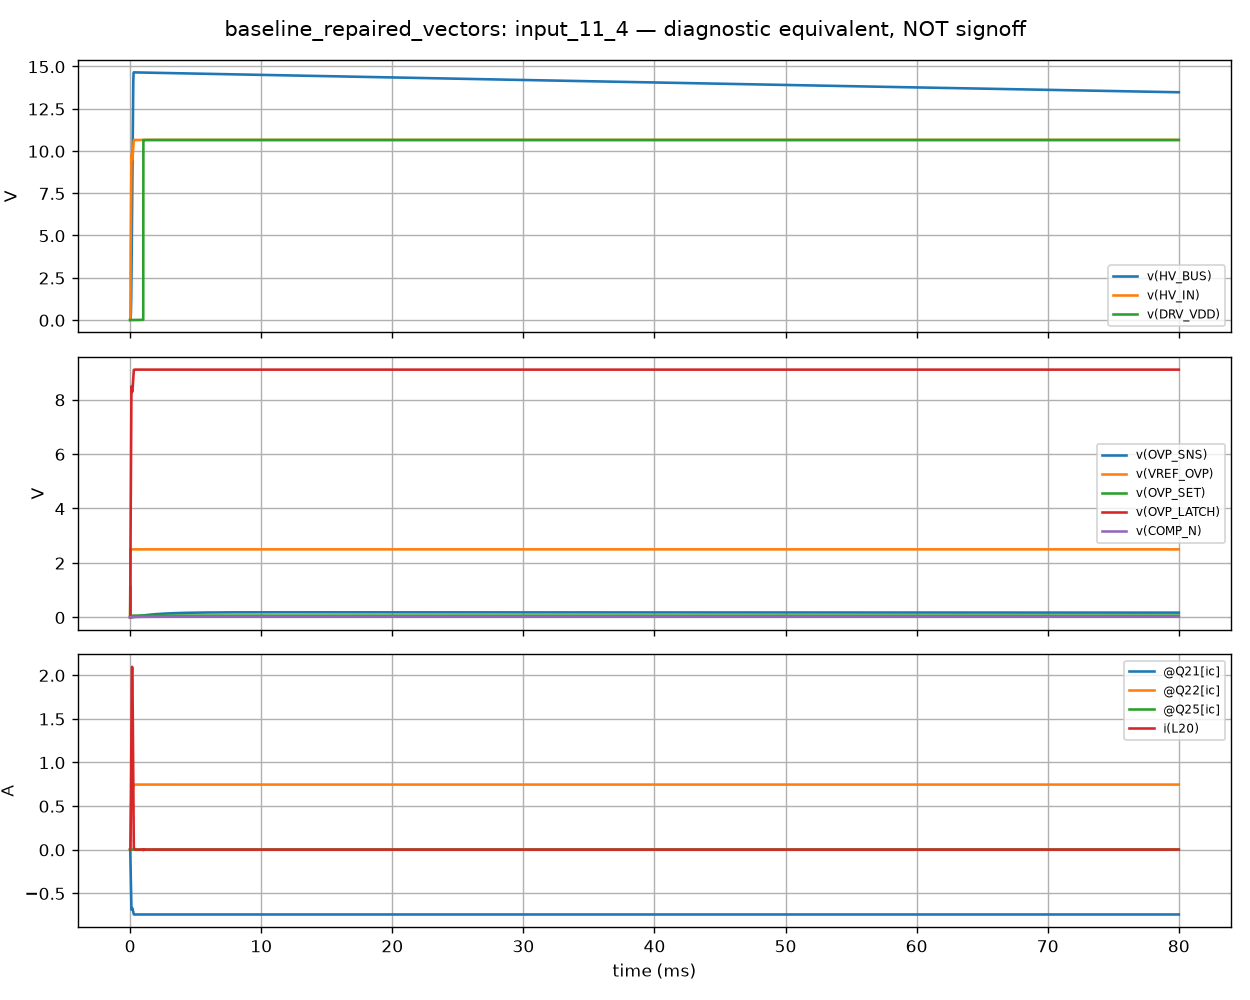 baseline_repaired_vectors: input_11_4 — diagnostic equivalent, NOT signoff
15.0
12.5
10.0
7.5
5.0
2.5
0.0
V
v(HV_BUS)
v(HV_IN)
v(DRV_VDD)
8
6
4
2
0
V
v(OVP_SNS)
v(VREF_OVP)
v(OVP_SET)
v(OVP_LATCH)
v(COMP_N)
2.0
1.5
1.0
0.5
0.0
−0.5
A
@Q21[ic]
@Q22[ic]
@Q25[ic]
i(L20)
0 10 20 30 40 50 60 70 80
time (ms)